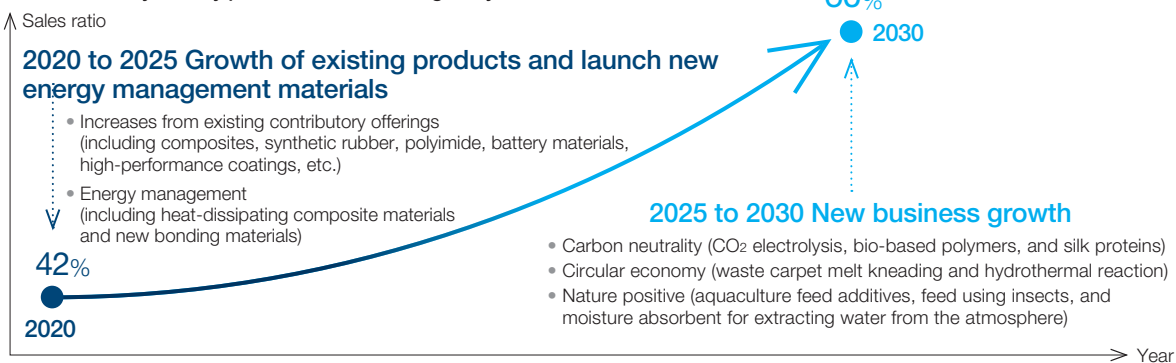 Sales ratio
2030
2020 to 2025 Growth of existing products and launch new
energy management materials
• Increases from existing contributory offerings
(including composites, synthetic rubber, polyimide, battery materials,
high-performance coatings, etc.)
• Energy management
(including heat-dissipating composite materials
and new bonding materials)
42%
2020
2025 to 2030 New business growth
• Carbon neutrality (CO2 electrolysis, bio-based polymers, and silk proteins)
• Circular economy (waste carpet melt kneading and hydrothermal reaction)
• Nature positive (aquaculture feed additives, feed using insects, and
moisture absorbent for extracting water from the atmosphere)
Year